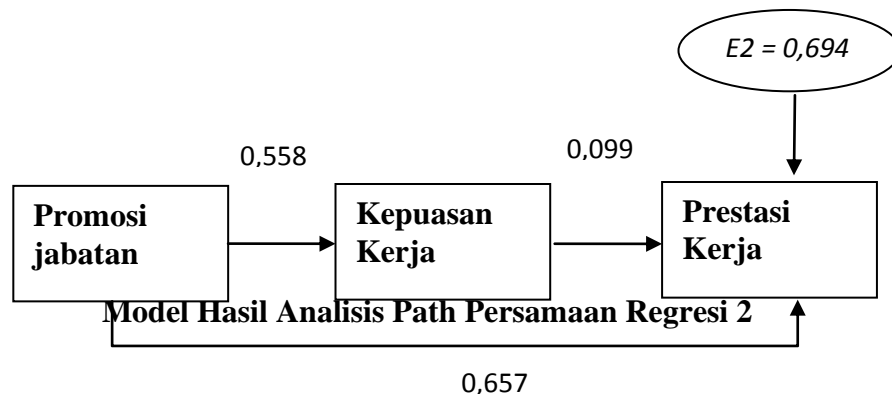 E2 = 0,694
0,558
0,099
Promosi
jabatan
Kepuasan
Kerja
Prestasi
Kerja
Model Hasil Analisis Path Persamaan Regresi 2
0,657